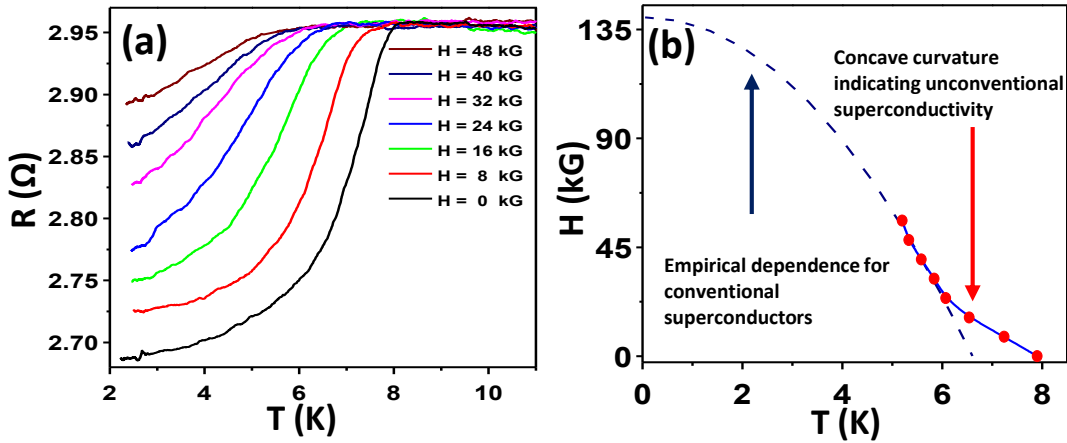 (a)
2.95
2.90
2.85
2.80
2.75
2.70
R (Ω)
H = 48 kG
H = 40 kG
H = 32 kG
H = 24 kG
H = 16 kG
H = 8 kG
H = 0 kG
2 4 6 8 10
T (K)
(b)
135
90
45
0
H (kG)
Concave curvature
indicating unconventional
superconductivity
Empirical dependence for
conventional
superconductors
0 2 4 6 8
T (K)